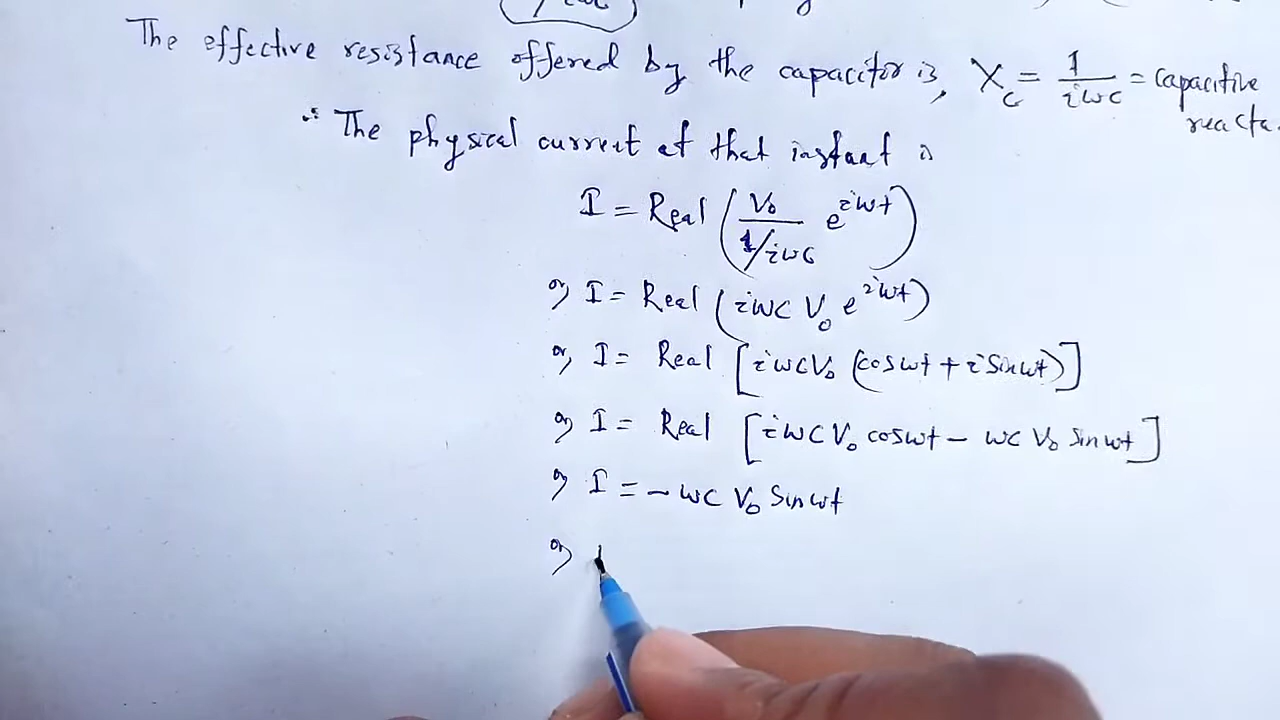 The effective resistance offered by the capacitor is, X_C = 1/iωC = capacitive
reacta
∴ The physical current at that instant is
I = Real (V₀/(1/iωC) e^{iωt})
or I = Real (iωC V₀ e^{iωt})
or I = Real [iωCV₀ (cosωt + i Sinωt)]
or I = Real [iωC V₀ cosωt - ωC V₀ Sinωt]
or I = - ωC V₀ Sinωt
or